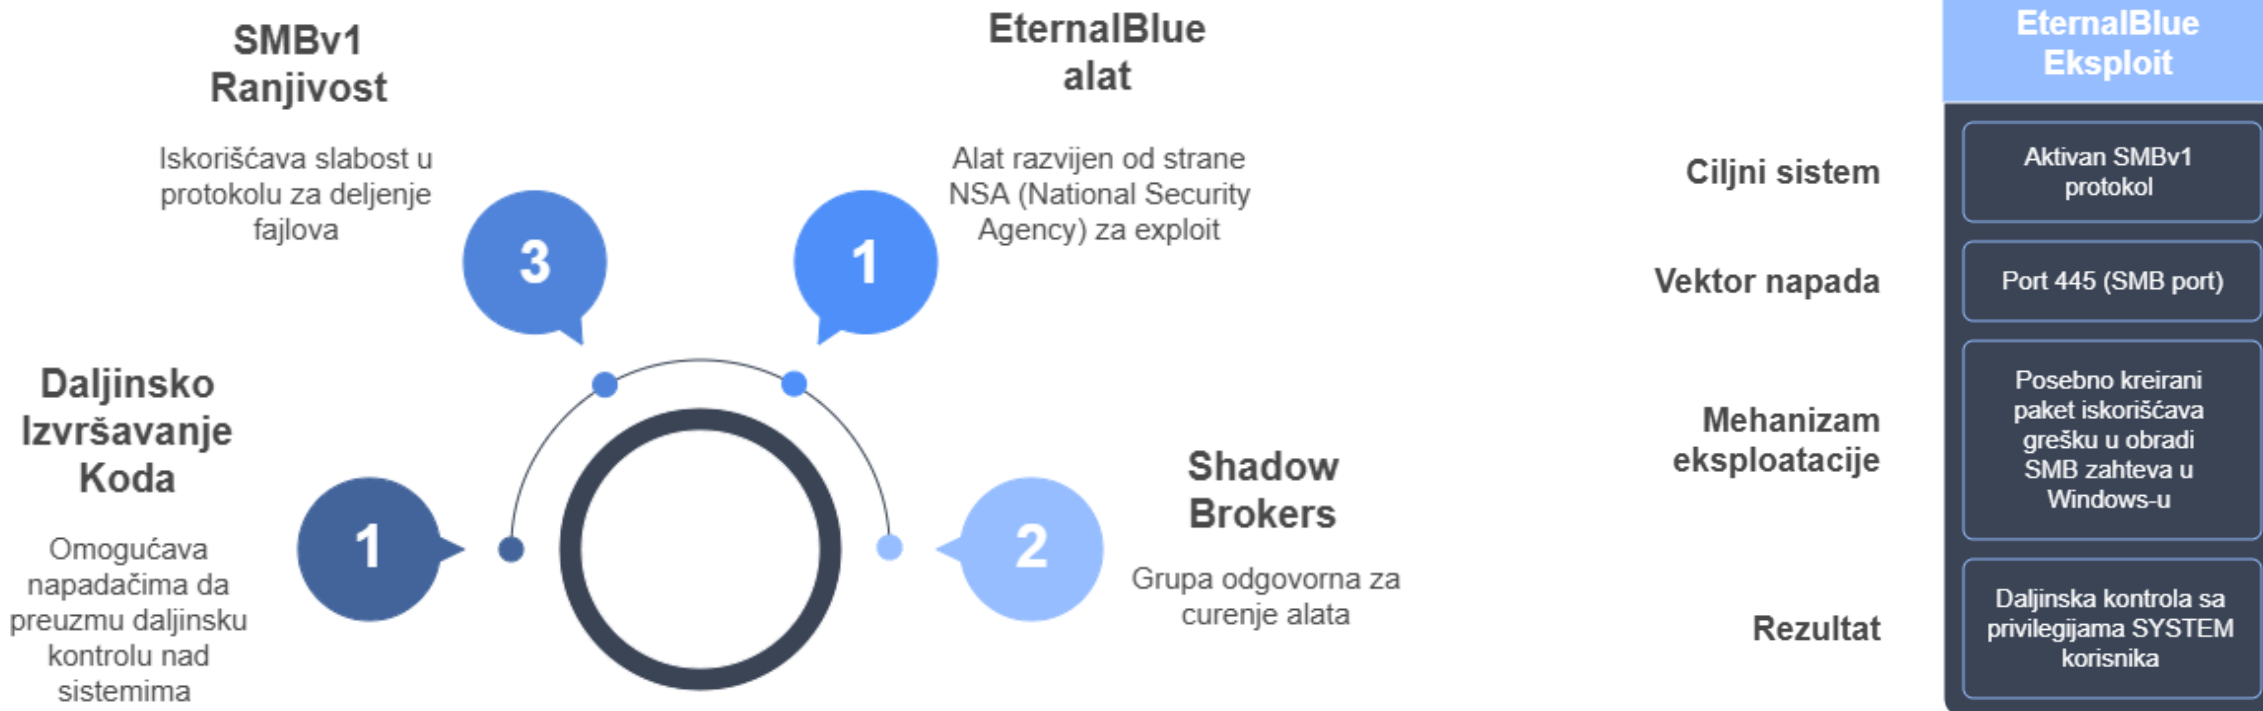 SMBv1
Ranjivost
Iskorišćava slabost u
protokolu za deljenje
fajlova
3
EternalBlue
alat
Alat razvijen od strane
NSA (National Security
Agency) za exploit
1
Daljinsko
Izvršavanje
Koda
Omogućava
napadačima da
preuzmu daljinsku
kontrolu nad
sistemima
1
2
Shadow
Brokers
Grupa odgovorna za
curenje alata
EternalBlue
Eksploit
Ciljni sistem
Aktivan SMBv1
protokol
Vektor napada
Port 445 (SMB port)
Mehanizam
eksploatacije
Posebno kreirani
paket iskorišćava
grešku u obradi
SMB zahteva u
Windows-u
Rezultat
Daljinska kontrola sa
privilegijama SYSTEM
korisnika